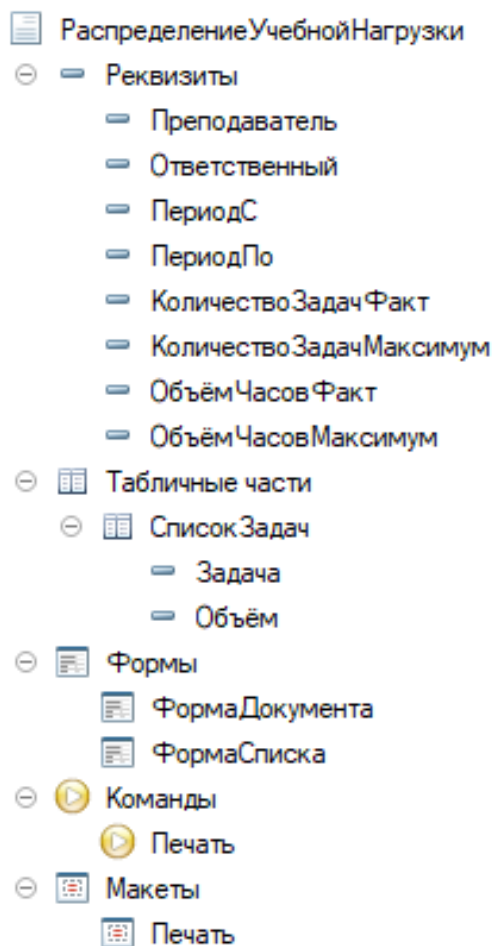 РаспределениеУчебнойНагрузки
Реквизиты
Преподаватель
Ответственный
ПериодС
ПериодПо
КоличествоЗадачФакт
КоличествоЗадачМаксимум
ОбъёмЧасовФакт
ОбъёмЧасовМаксимум
Табличные части
СписокЗадач
Задача
Объём
Формы
ФормаДокумента
ФормаСписка
Команды
Печать
Макеты
Печать